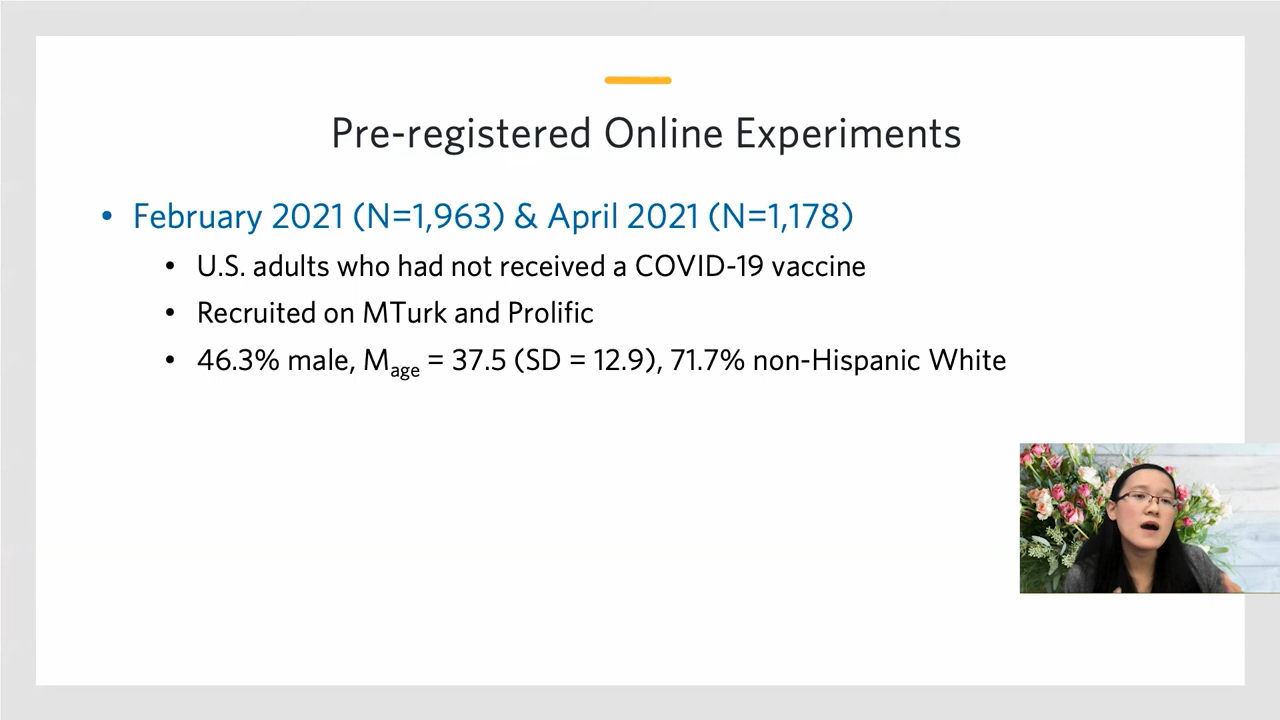 Pre-registered Online Experiments
• February 2021 (N=1,963) & April 2021 (N=1,178)
• U.S. adults who had not received a COVID-19 vaccine
• Recruited on MTurk and Prolific
• 46.3% male, Mage = 37.5 (SD = 12.9), 71.7% non-Hispanic White